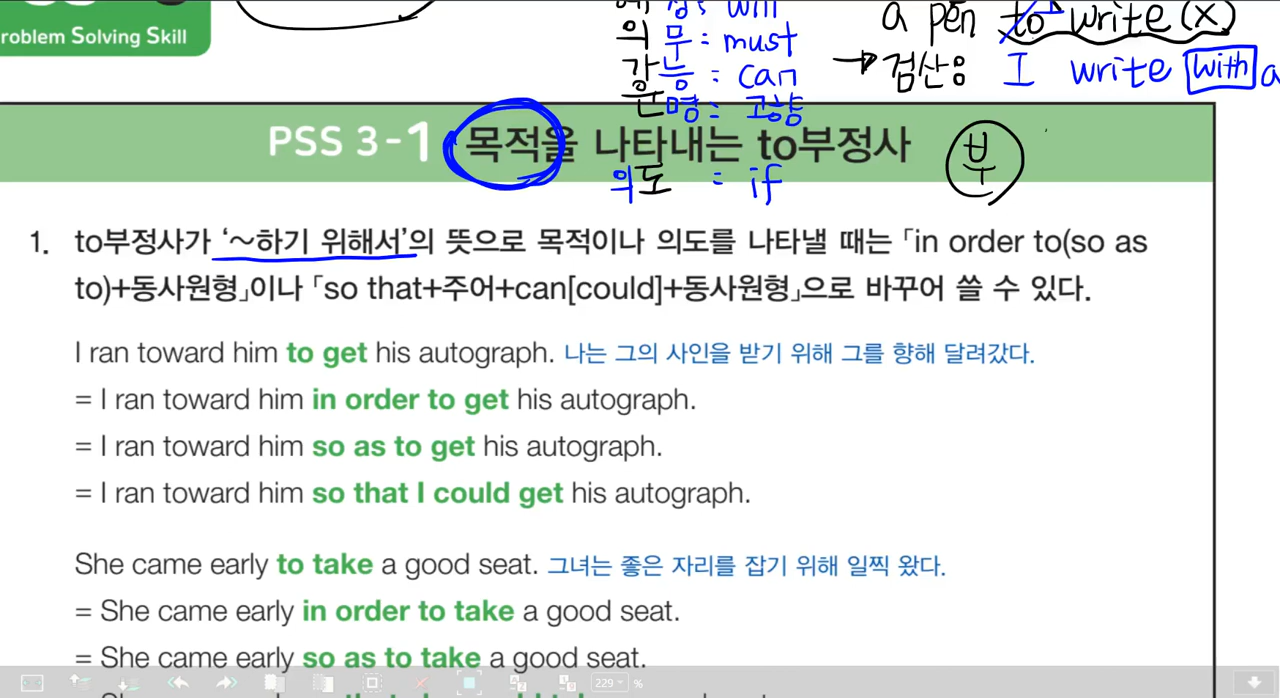 roblem Solving Skill
정: will
의무: must
강능: can
운명: 고향
의도 = if
a pen to write (x)
→ 검산: I write with a
PSS 3-1 목적을 나타내는 to부정사
부
1. to부정사가 '~하기 위해서'의 뜻으로 목적이나 의도를 나타낼 때는 「in order to(so as
to)+동사원형」이나 「so that+주어+can[could]+동사원형」으로 바꾸어 쓸 수 있다.
I ran toward him to get his autograph. 나는 그의 사인을 받기 위해 그를 향해 달려갔다.
= I ran toward him in order to get his autograph.
= I ran toward him so as to get his autograph.
= I ran toward him so that I could get his autograph.
She came early to take a good seat. 그녀는 좋은 자리를 잡기 위해 일찍 왔다.
= She came early in order to take a good seat.
= She came early so as to take a good seat.
229 %